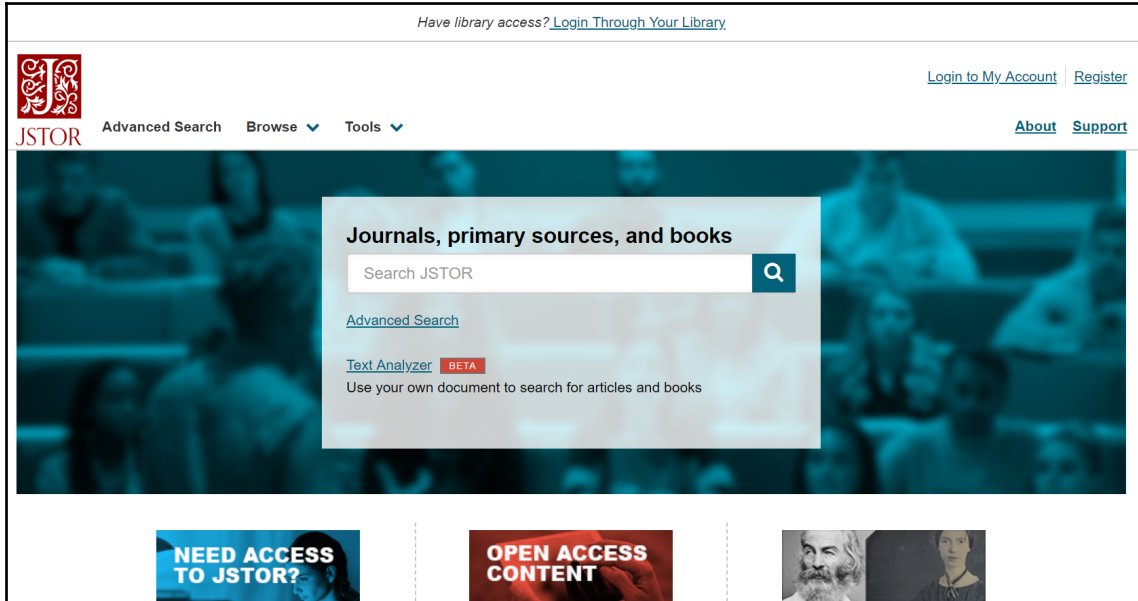 Have library access? Login Through Your Library
Login to My Account Register
JSTOR
Advanced Search Browse Tools
About Support
Journals, primary sources, and books
Search JSTOR
Advanced Search
Text Analyzer BETA
Use your own document to search for articles and books
NEED ACCESS
TO JSTOR?
OPEN ACCESS
CONTENT